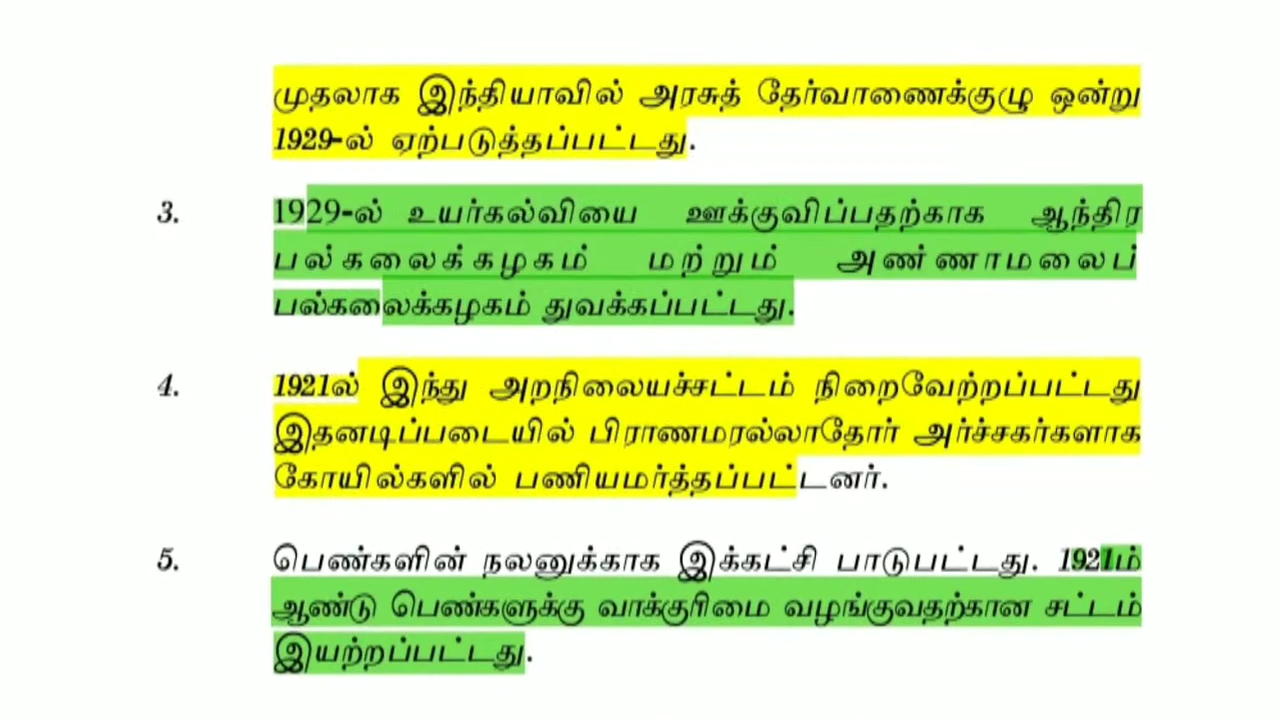 முதலாக இந்தியாவில் அரசுத் தேர்வாணைக்குழு ஒன்று
1929-ல் ஏற்படுத்தப்பட்டது.
3. 1929-ல் உயர்கல்வியை ஊக்குவிப்பதற்காக ஆந்திர
பல்கலைக்கழகம் மற்றும் அண்ணாமலைப்
பல்கலைக்கழகம் துவக்கப்பட்டது.
4. 1921ல் இந்து அறநிலையச்சட்டம் நிறைவேற்றப்பட்டது
இதனடிப்படையில் பிராணமரல்லாதோர் அர்ச்சகர்களாக
கோயில்களில் பணியமர்த்தப்பட்டனர்.
5. பெண்களின் நலனுக்காக இக்கட்சி பாடுபட்டது. 1921ம்
ஆண்டு பெண்களுக்கு வாக்குரிமை வழங்குவதற்கான சட்டம்
இயற்றப்பட்டது.